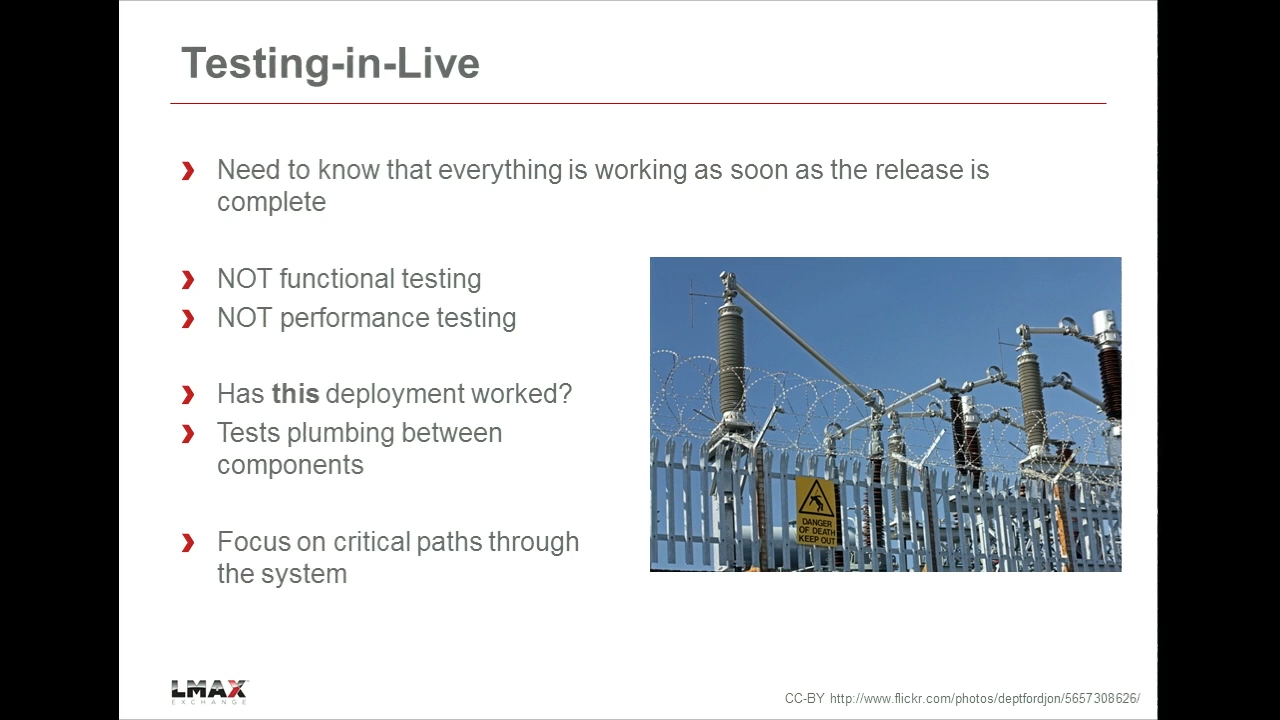 Testing-in-Live
Need to know that everything is working as soon as the release is
complete
NOT functional testing
NOT performance testing
Has this deployment worked?
Tests plumbing between
components
Focus on critical paths through
the system
DANGER
OF DEATH
KEEP OUT
LMAX
EXCHANGE
CC-BY http://www.flickr.com/photos/deptfordjon/5657308626/